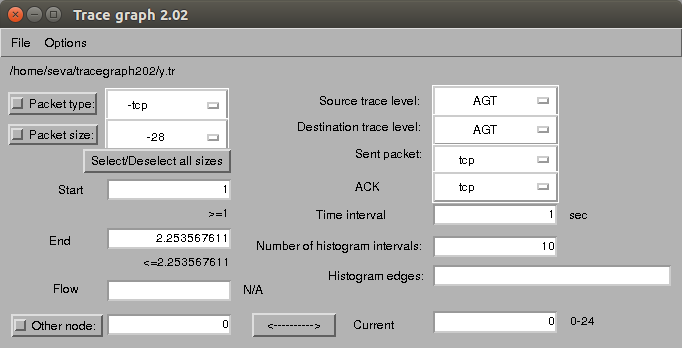 Trace graph 2.02
File Options
/home/seva/tracegraph202/y.tr
Packet type: -tcp Source trace level: AGT
Packet size: -28 Destination trace level: AGT
Select/Deselect all sizes Sent packet: tcp
Start 1 ACK tcp
>=1 Time interval 1 sec
End 2.253567611 Number of histogram intervals: 10
<=2.253567611 Histogram edges:
Flow N/A
Other node: 0 <----------> Current 0 0-24